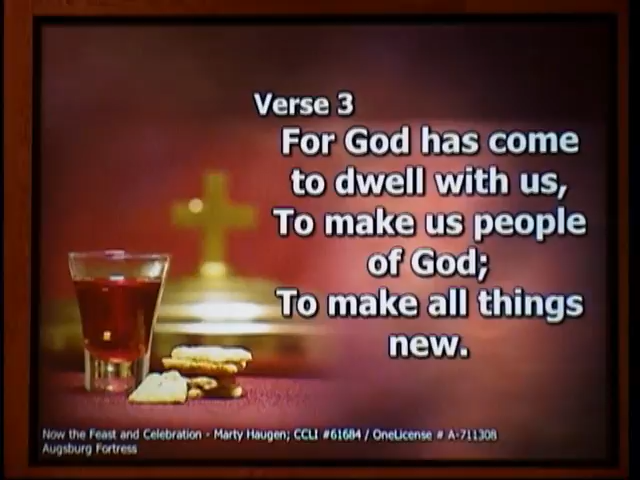 Verse 3
For God has come
to dwell with us,
To make us people
of God;
To make all things
new.
Now the Feast and Celebration - Marty Haugen; CCLI #61684 / OneLicense # A-711308
Augsburg Fortress